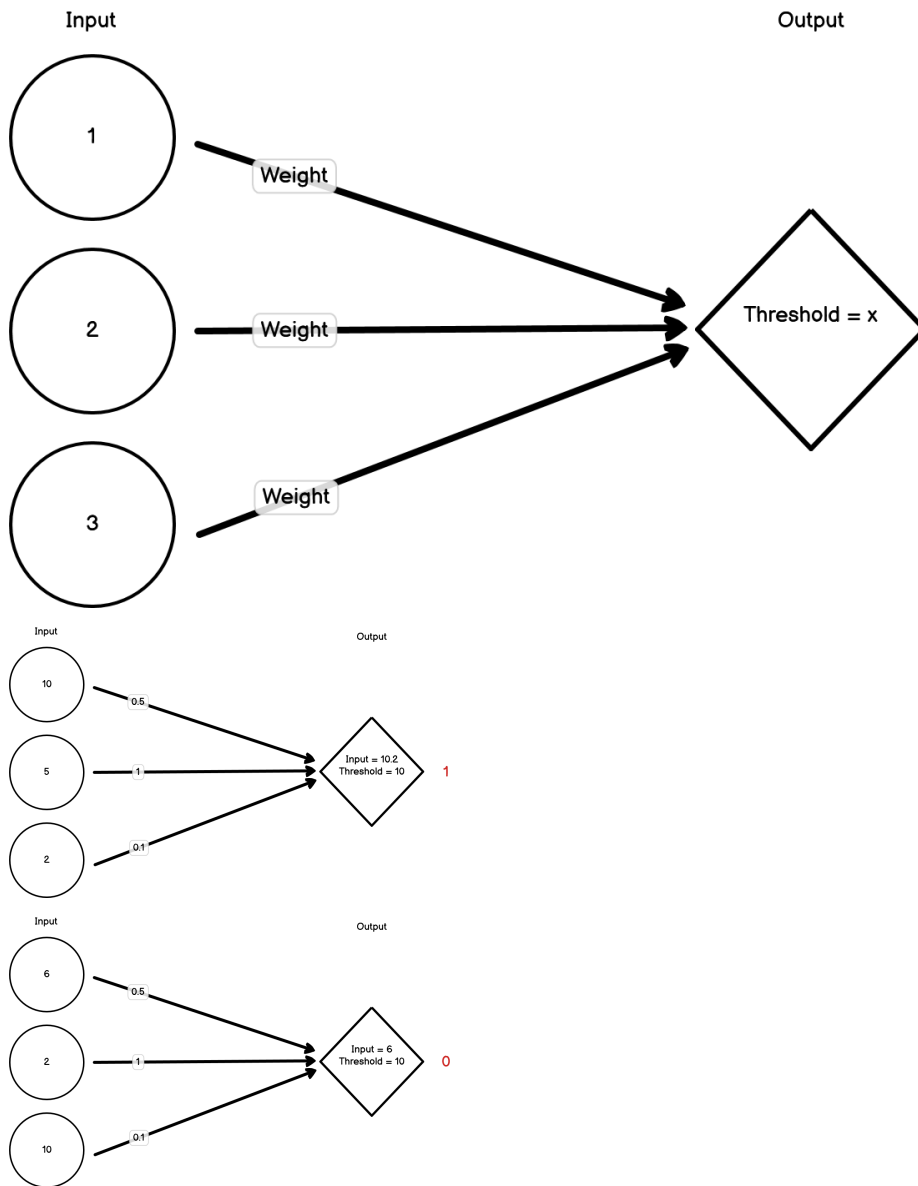 Input
Output
1
Weight
2
Weight
Threshold = x
3
Weight
Input
Output
10
0.5
5
1
Input = 10.2
Threshold = 10
1
2
0.1
Input
Output
6
0.5
2
1
Input = 6
Threshold = 10
0
10
0.1